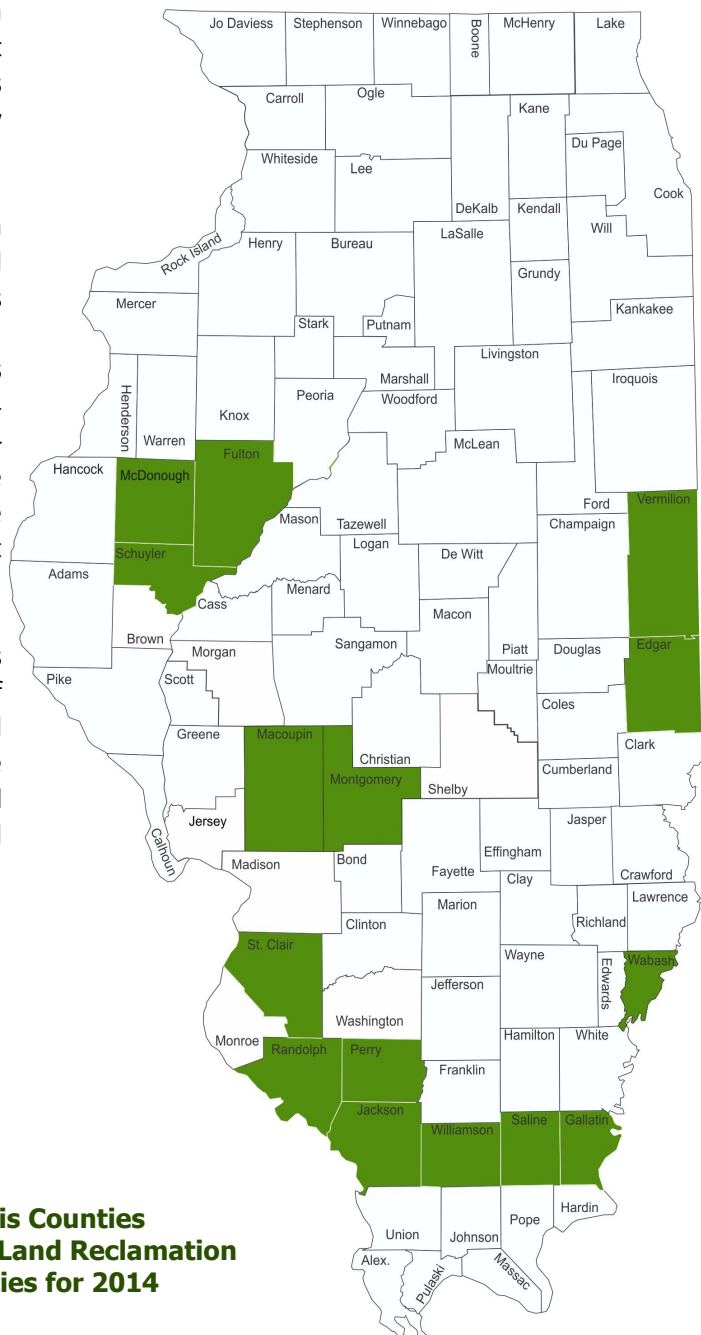 Jo Daviess
Stephenson
Winnebago
Boone
McHenry
Lake
Carroll
Ogle
Kane
Du Page
Cook
Whiteside
Lee
DeKalb
Kendall
Will
Rock Island
Henry
Bureau
LaSalle
Grundy
Mercer
Stark
Putnam
Kankakee
Henderson
Warren
Knox
Peoria
Marshall
Woodford
Livingston
Iroquois
Hancock
McDonough
Fulton
McLean
Ford
Vermilion
Mason
Tazewell
Champaign
Schuyler
Logan
De Witt
Adams
Cass
Menard
Macon
Brown
Morgan
Sangamon
Piatt
Douglas
Edgar
Pike
Scott
Moultrie
Coles
Greene
Macoupin
Christian
Clark
Montgomery
Shelby
Cumberland
Jersey
Calhoun
Jasper
Madison
Bond
Fayette
Effingham
Clay
Crawford
Lawrence
Marion
Richland
Clinton
St. Clair
Wayne
Edwards
Wabash
Jefferson
Monroe
Washington
Randolph
Perry
Hamilton
White
Franklin
Jackson
Williamson
Saline
Gallatin
Union
Johnson
Pope
Hardin
Alex.
Pulaski
Massac
is Counties
Land Reclamation
ies for 2014